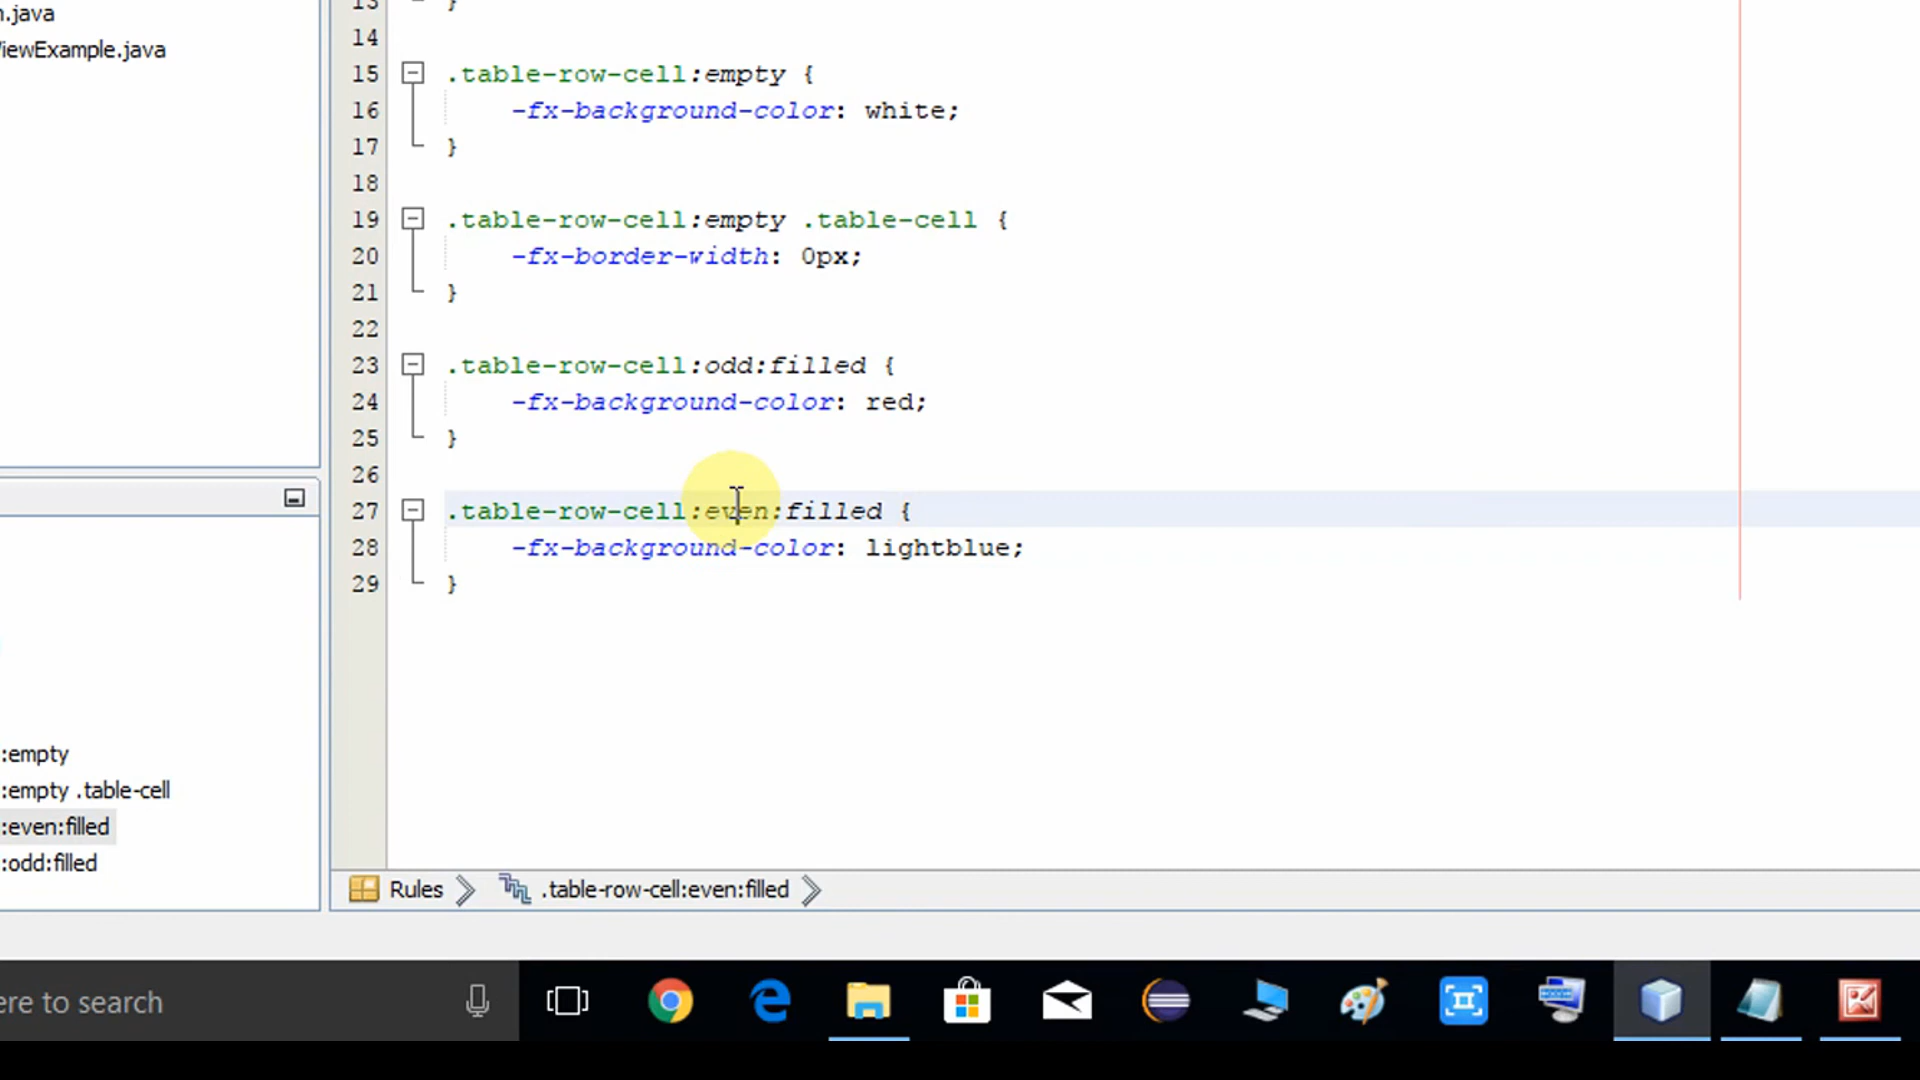 n.java
iewExample.java
13 }
14
15 .table-row-cell:empty {
16 -fx-background-color: white;
17 }
18
19 .table-row-cell:empty .table-cell {
20 -fx-border-width: 0px;
21 }
22
23 .table-row-cell:odd:filled {
24 -fx-background-color: red;
25 }
26
27 .table-row-cell:even:filled {
28 -fx-background-color: lightblue;
29 }
:empty
:empty .table-cell
:even:filled
:odd:filled
Rules .table-row-cell:even:filled
ere to search